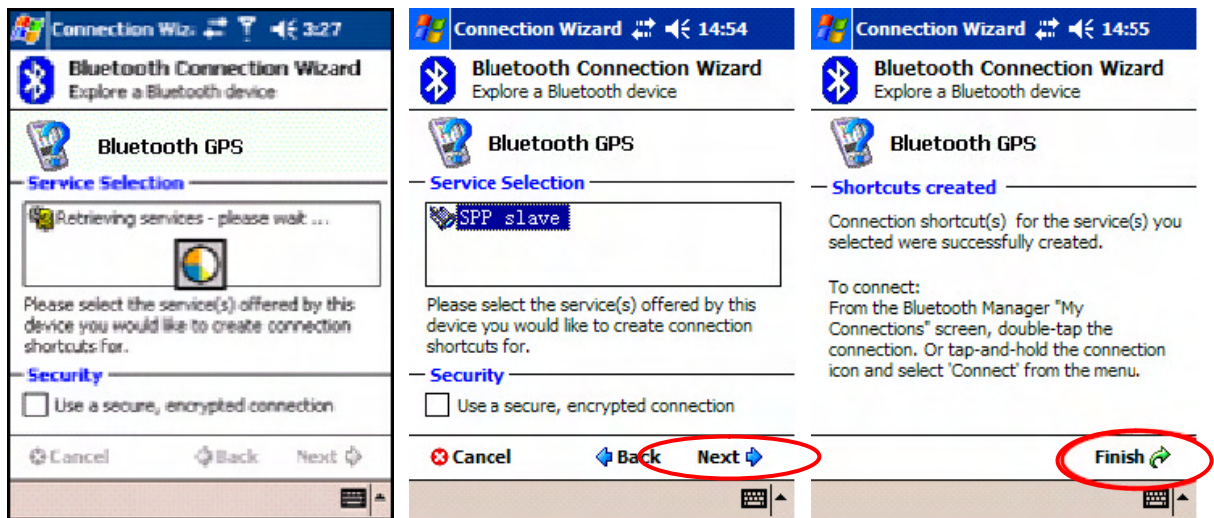 Connection Wiz. 3:27
Bluetooth Connection Wizard
Explore a Bluetooth device
Bluetooth GPS
Service Selection
Retrieving services - please wait ...
Please select the service(s) offered by this
device you would like to create connection
shortcuts for.
Security
Use a secure, encrypted connection
Cancel Back Next
Connection Wizard 14:54
Bluetooth Connection Wizard
Explore a Bluetooth device
Bluetooth GPS
Service Selection
SPP slave
Please select the service(s) offered by this
device you would like to create connection
shortcuts for.
Security
Use a secure, encrypted connection
Cancel Back Next
Connection Wizard 14:55
Bluetooth Connection Wizard
Explore a Bluetooth device
Bluetooth GPS
Shortcuts created
Connection shortcut(s) for the service(s) you
selected were successfully created.
To connect:
From the Bluetooth Manager "My
Connections" screen, double-tap the
connection. Or tap-and-hold the connection
icon and select 'Connect' from the menu.
Finish